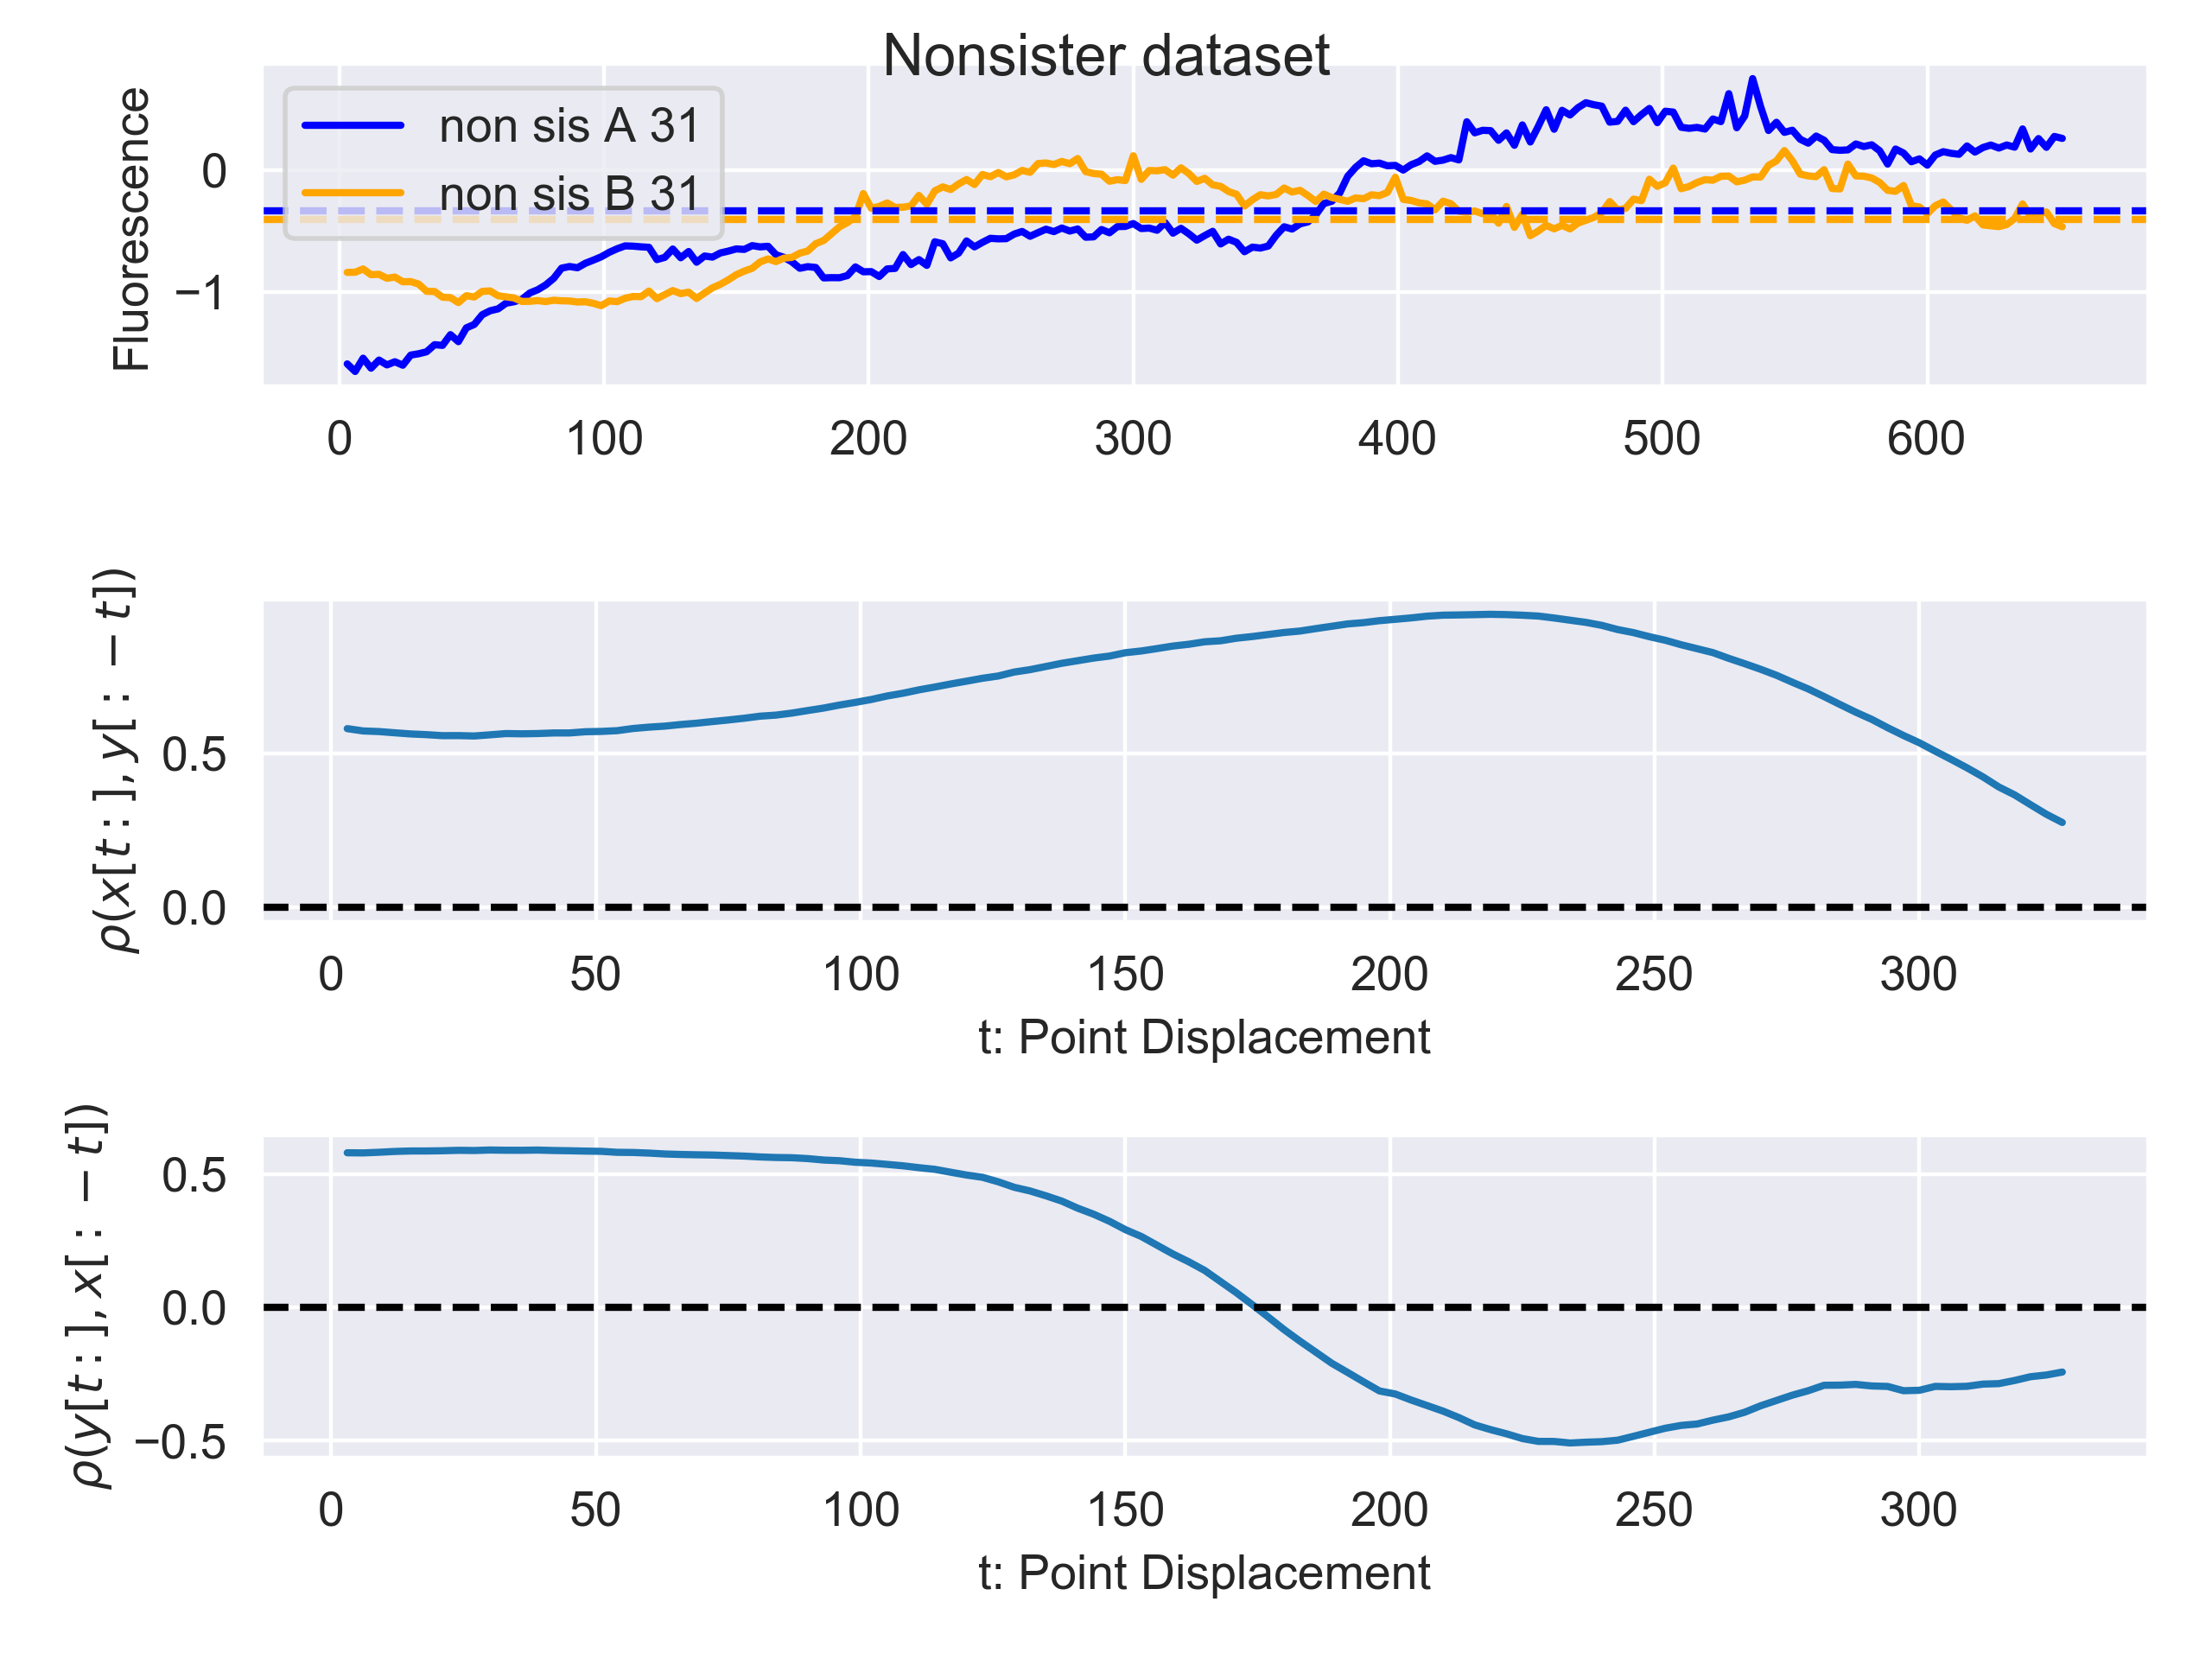 Nonsister dataset
Fluorescence
non sis A 31
non sis B 31
0
−1
0 100 200 300 400 500 600
ρ(x[t:], y[: − t])
0.5
0.0
0 50 100 150 200 250 300
t: Point Displacement
ρ(y[t:], x[: − t])
0.5
0.0
−0.5
0 50 100 150 200 250 300
t: Point Displacement